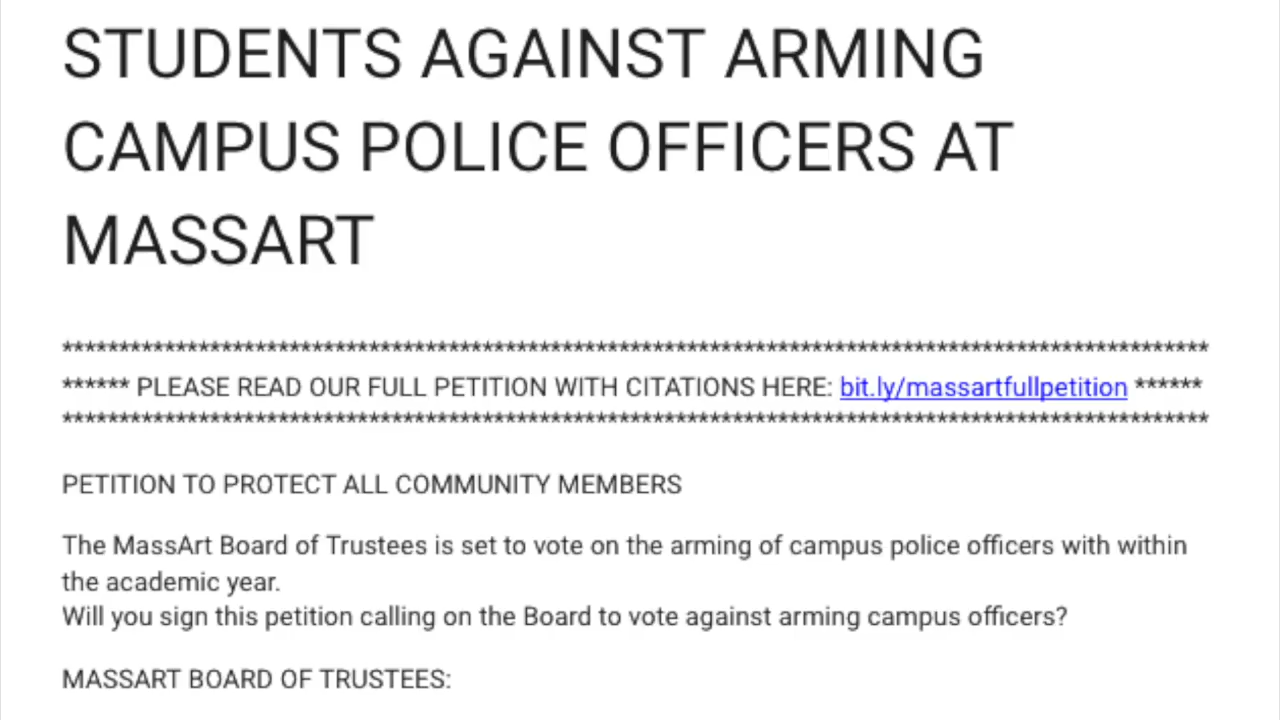 STUDENTS AGAINST ARMING
CAMPUS POLICE OFFICERS AT
MASSART
*****************************************************************************************************
****** PLEASE READ OUR FULL PETITION WITH CITATIONS HERE: bit.ly/massartfullpetition ******
*****************************************************************************************************
PETITION TO PROTECT ALL COMMUNITY MEMBERS
The MassArt Board of Trustees is set to vote on the arming of campus police officers with within
the academic year.
Will you sign this petition calling on the Board to vote against arming campus officers?
MASSART BOARD OF TRUSTEES: